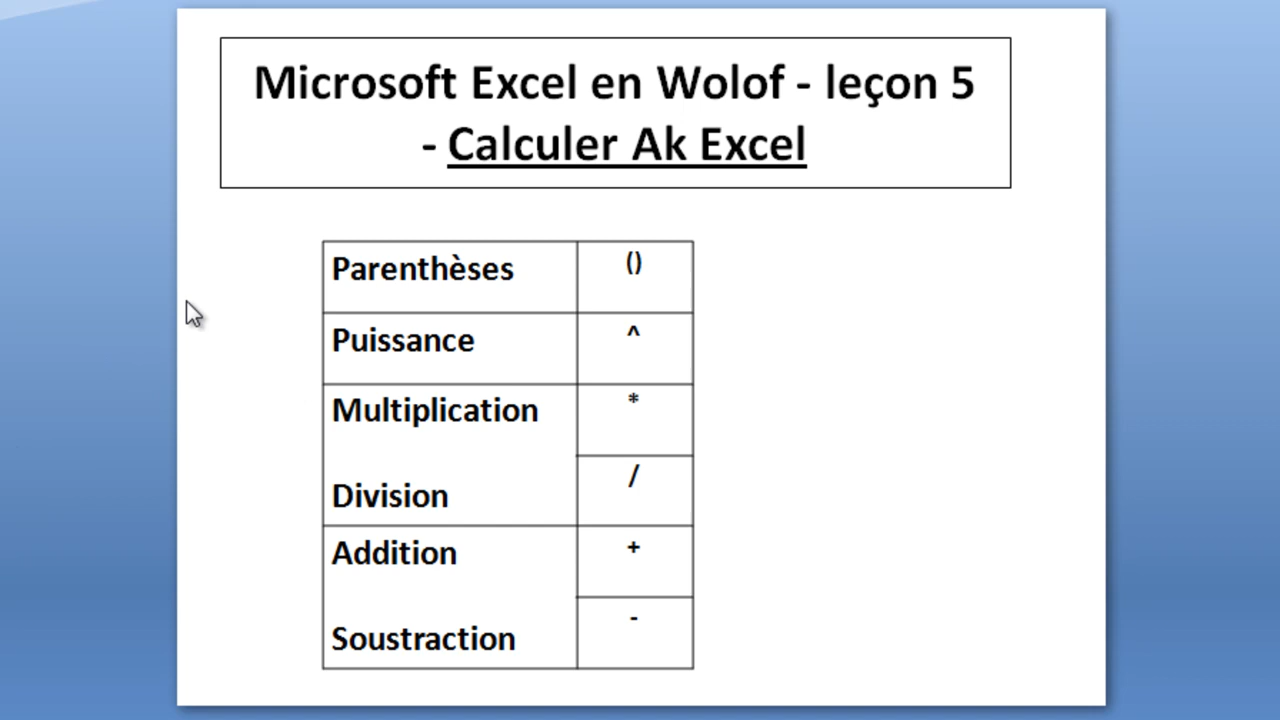 Microsoft Excel en Wolof - leçon 5
- Calculer Ak Excel
Parenthèses ()
Puissance ^
Multiplication *
Division /
Addition +
Soustraction -